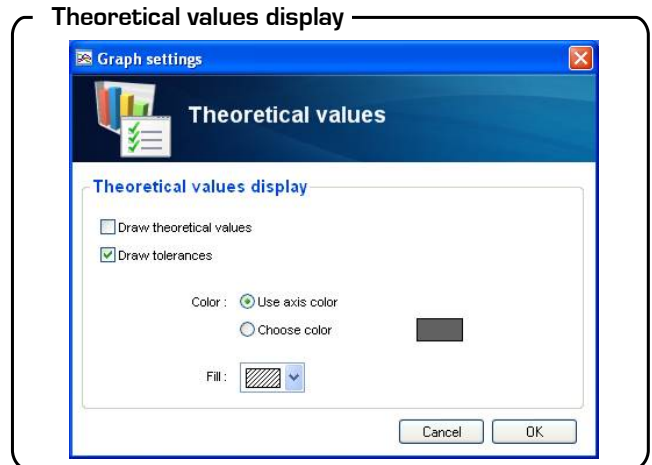 Theoretical values display
Graph settings
Theoretical values
Theoretical values display
Draw theoretical values
Draw tolerances
Color : Use axis color
Choose color
Fill :
Cancel OK